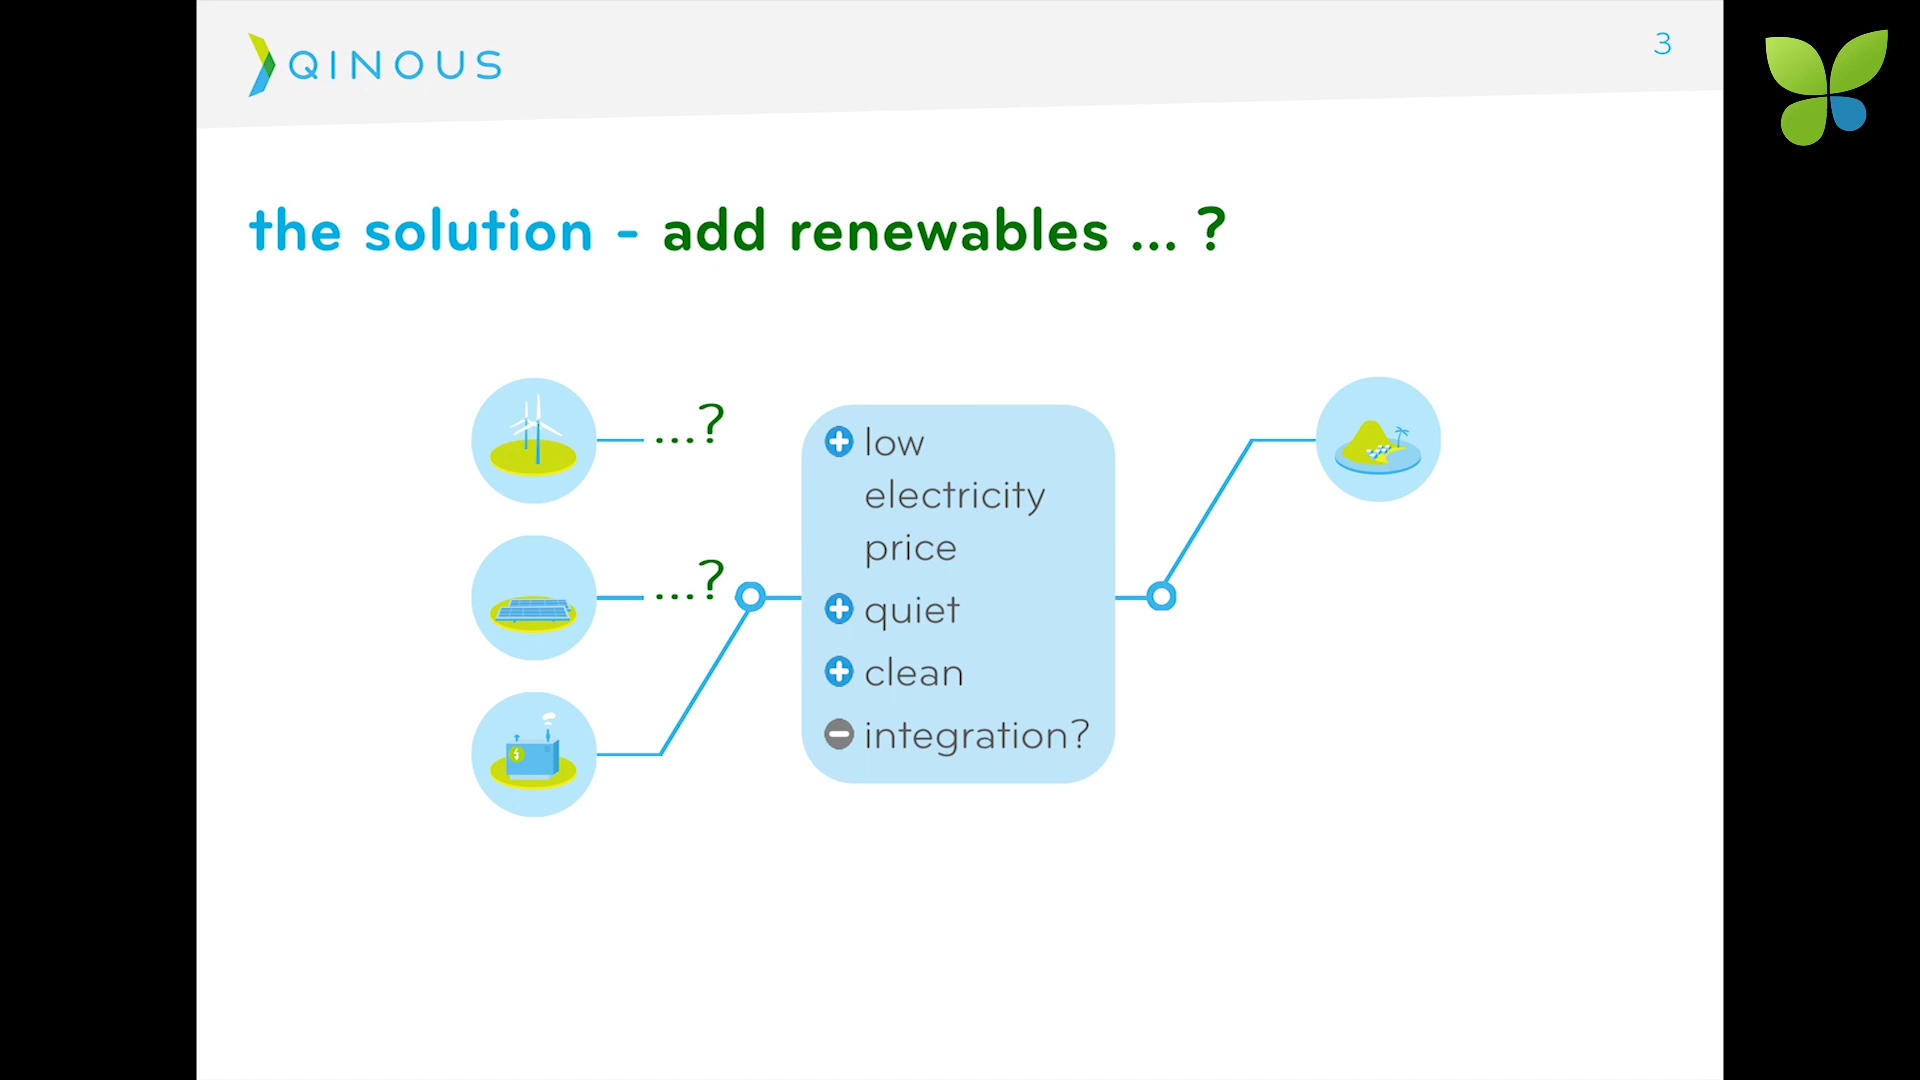 QINOUS
3
the solution - add renewables ... ?
...?
...?
low
electricity
price
quiet
clean
integration?